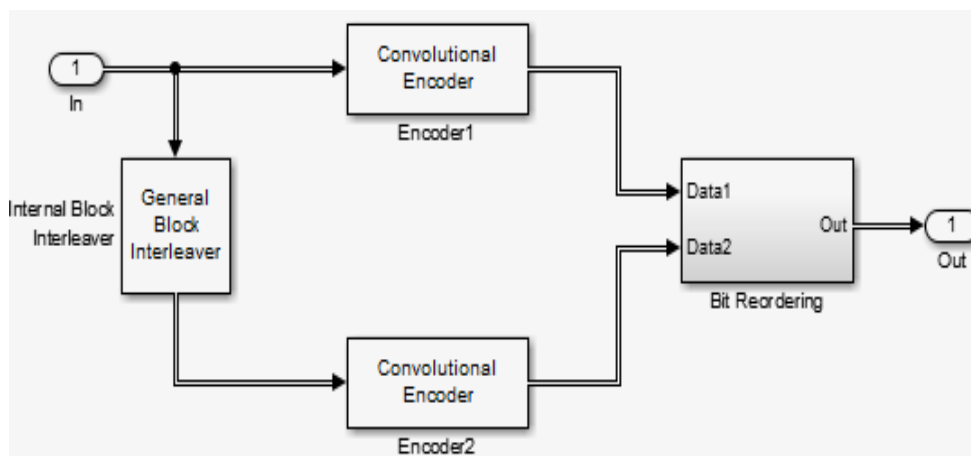 1
In
Convolutional
Encoder
Encoder1
Internal Block
Interleaver
General
Block
Interleaver
Data1
Data2
Out
Bit Reordering
1
Out
Convolutional
Encoder
Encoder2